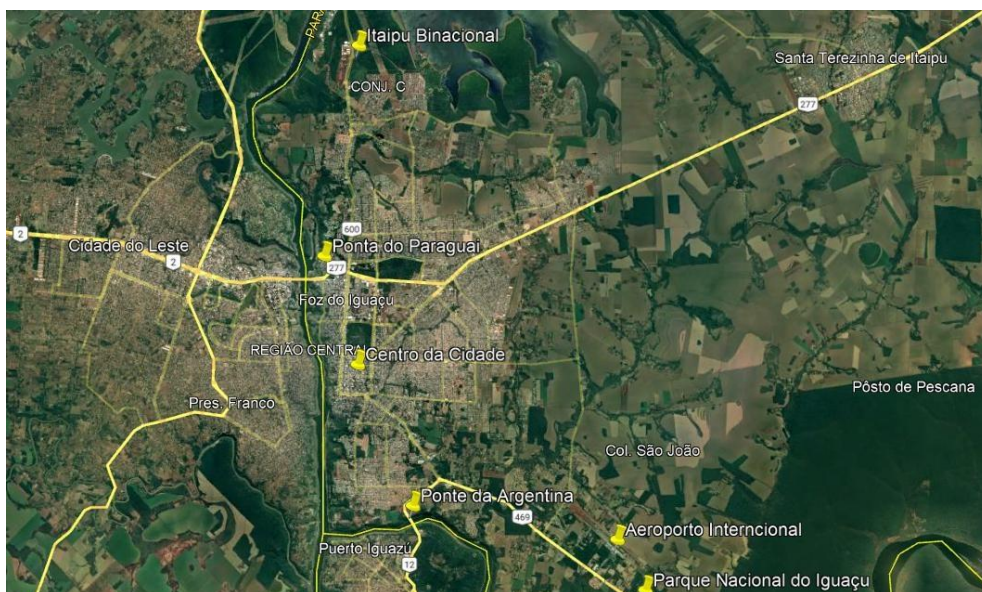 PARA
Itaipu Binacional
Santa Terezinha de Itaipu
CONJ. C
277
600
2
Cidade do Leste
Ponta do Paraguai
2
277
Foz do Iguaçu
REGIÃO CENTRAL
Centro da Cidade
Pôsto de Pescana
Pres. Franco
Col. São João
Ponte da Argentina
469
Aeroporto Interncional
Puerto Iguazú
12
Parque Nacional do Iguaçu